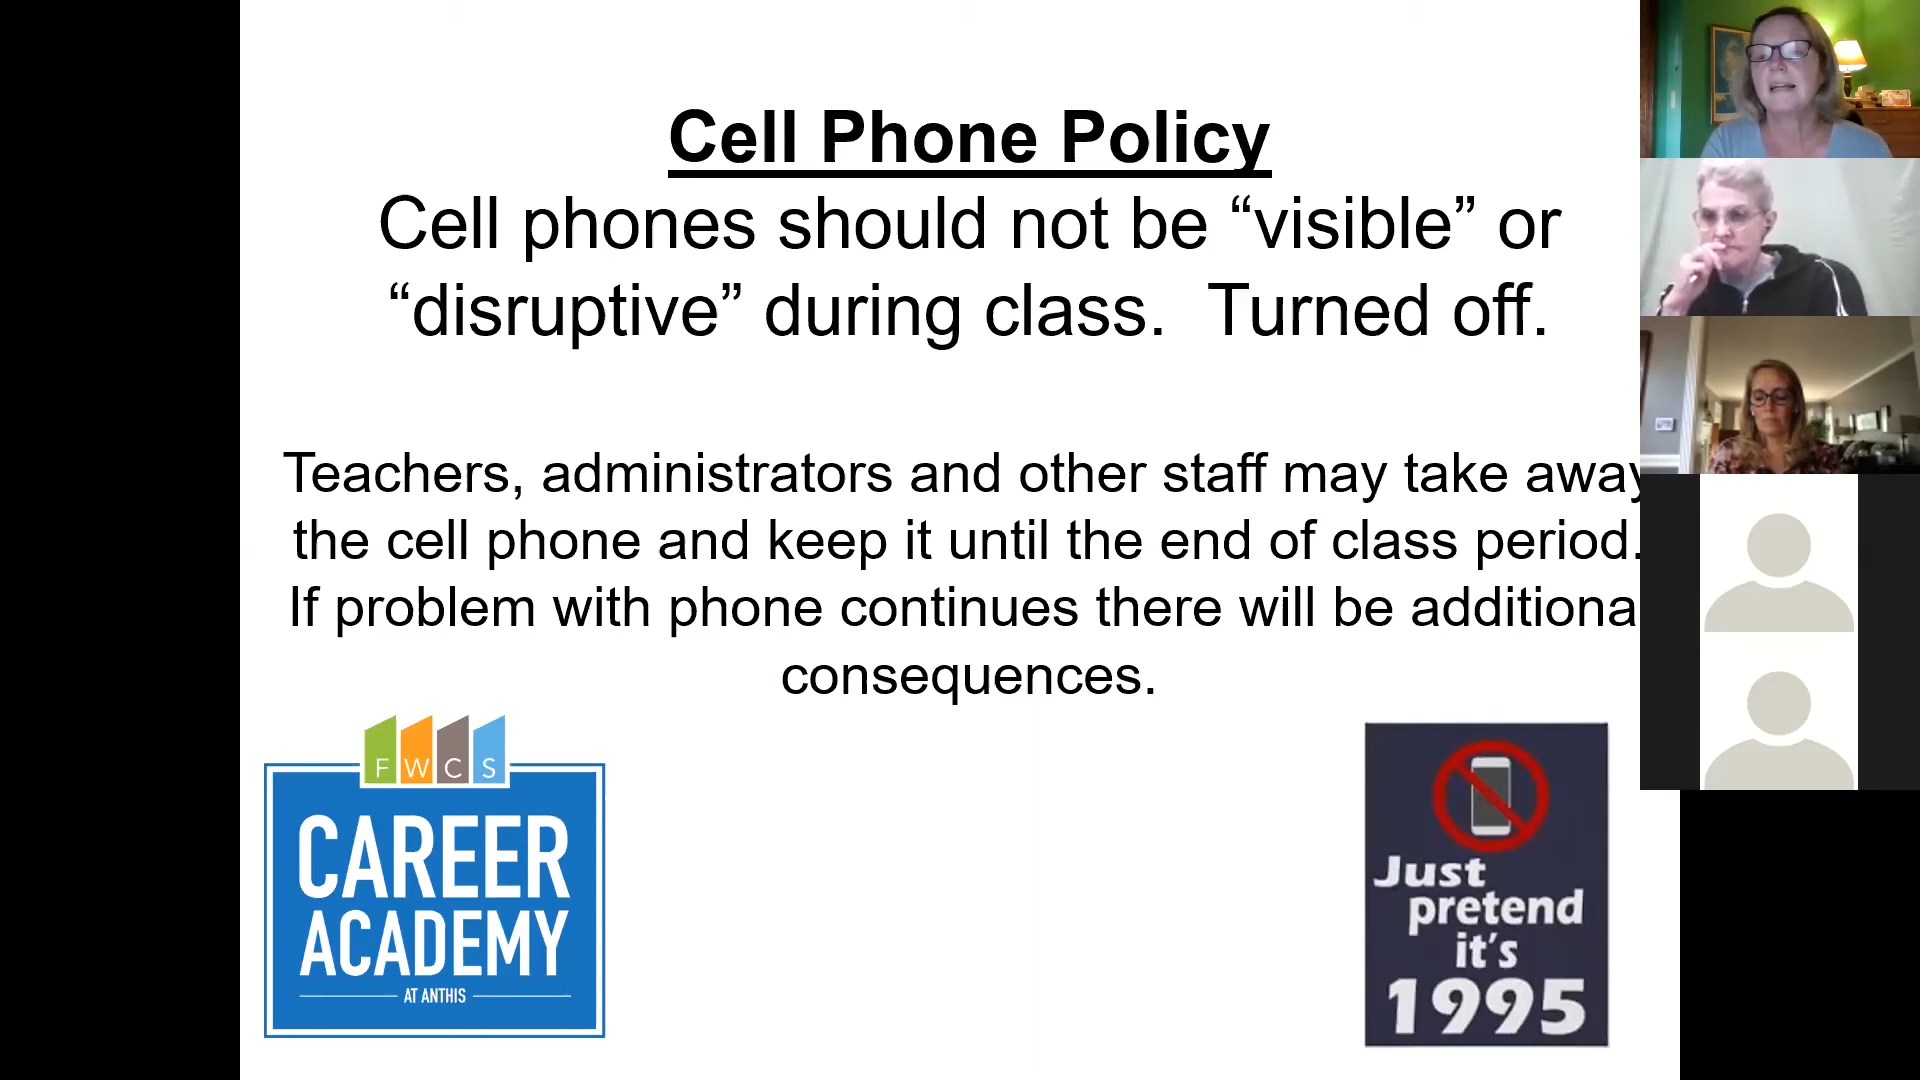 Cell Phone Policy
Cell phones should not be “visible” or
“disruptive” during class.  Turned off.
Teachers, administrators and other staff may take away
the cell phone and keep it until the end of class period.
If problem with phone continues there will be additiona
consequences.
F W C S
CAREER
ACADEMY
AT ANTHIS
Just
pretend
it's
1995